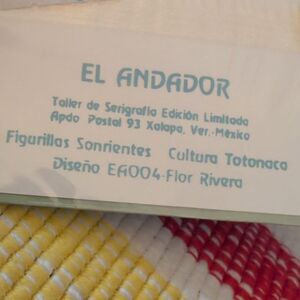 EL ANDADOR
Taller de Serigrafía Edición Limitada
Apdo Postal 93 Xalapa, Ver.-México
Figurillas Sonrientes Cultura Totonaca
Diseño EA004-Flor Rivera